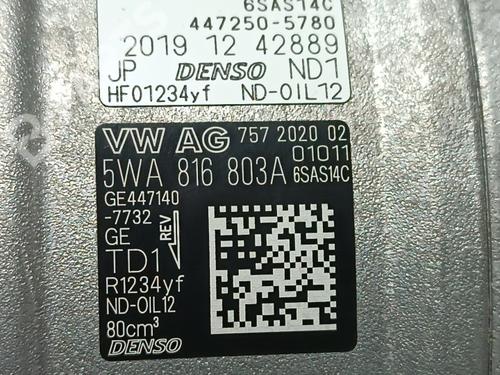 6SAS14C
447250-5780
2019 12 42889
JP DENSO ND1
HF01234yf ND-OIL12
VW AG 757 2020 02
01011
5WA 816 803A 6SAS14C
GE447140
-7732
GE REV
TD1
R1234yf
ND-OIL12
80cm³
DENSO